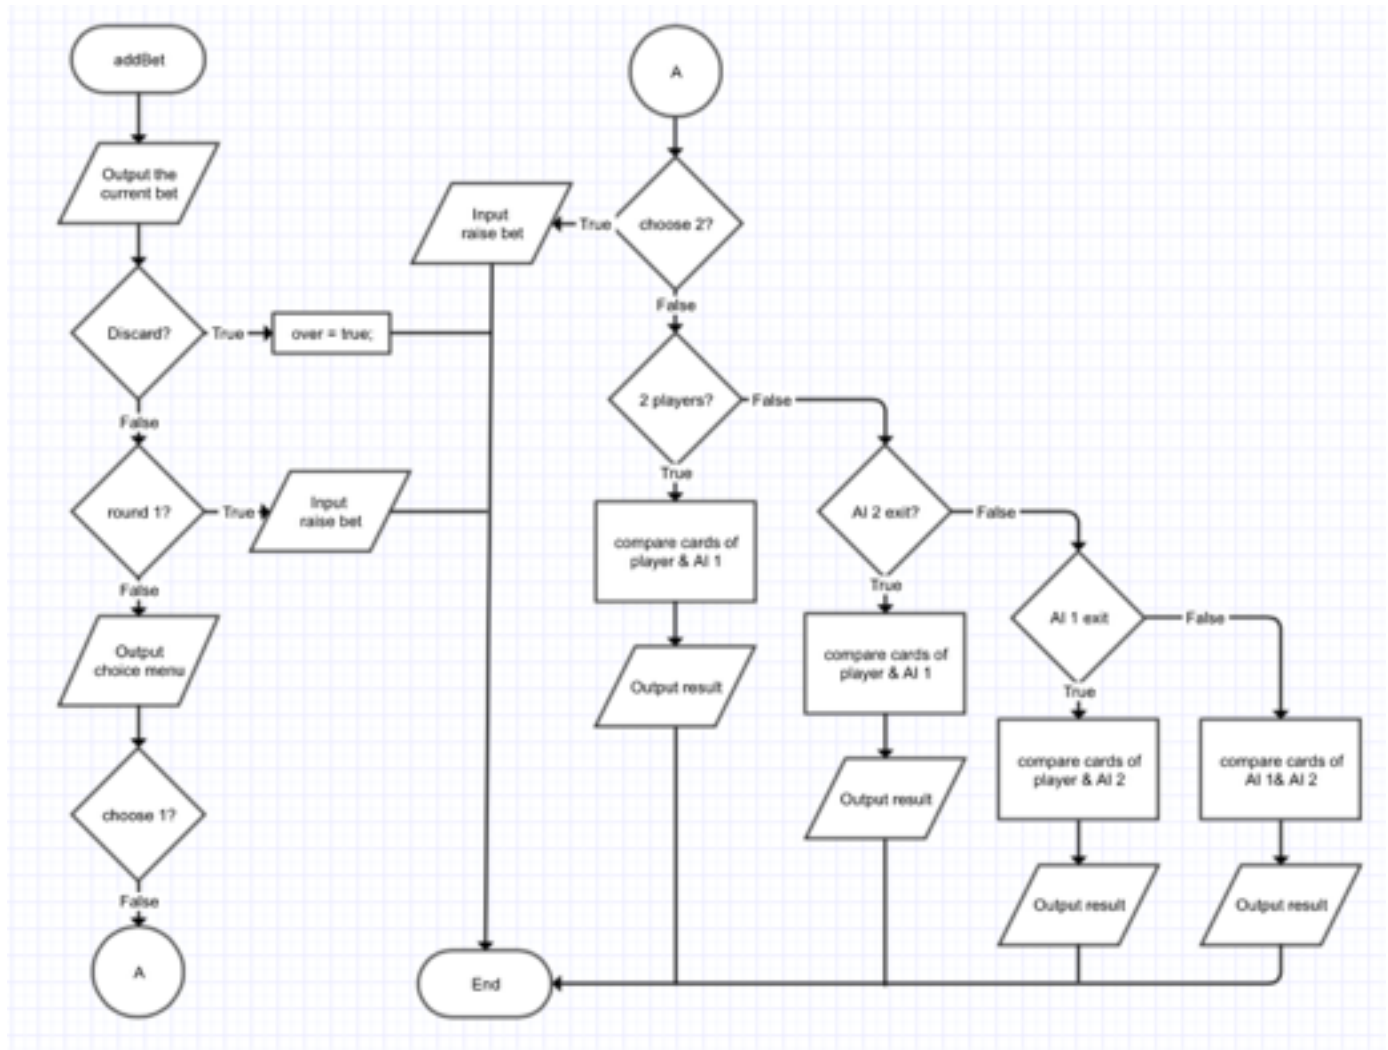 addBet
Output the
current bet
Discard?
True
over = true;
False
round 1?
True
Input
raise bet
False
Output
choice menu
choose 1?
False
A
A
choose 2?
True
Input
raise bet
False
2 players?
False
True
compare cards of
player & AI 1
Output result
AI 2 exit?
False
True
compare cards of
player & AI 1
Output result
AI 1 exit
False
True
compare cards of
player & AI 2
Output result
compare cards of
AI 1& AI 2
Output result
End